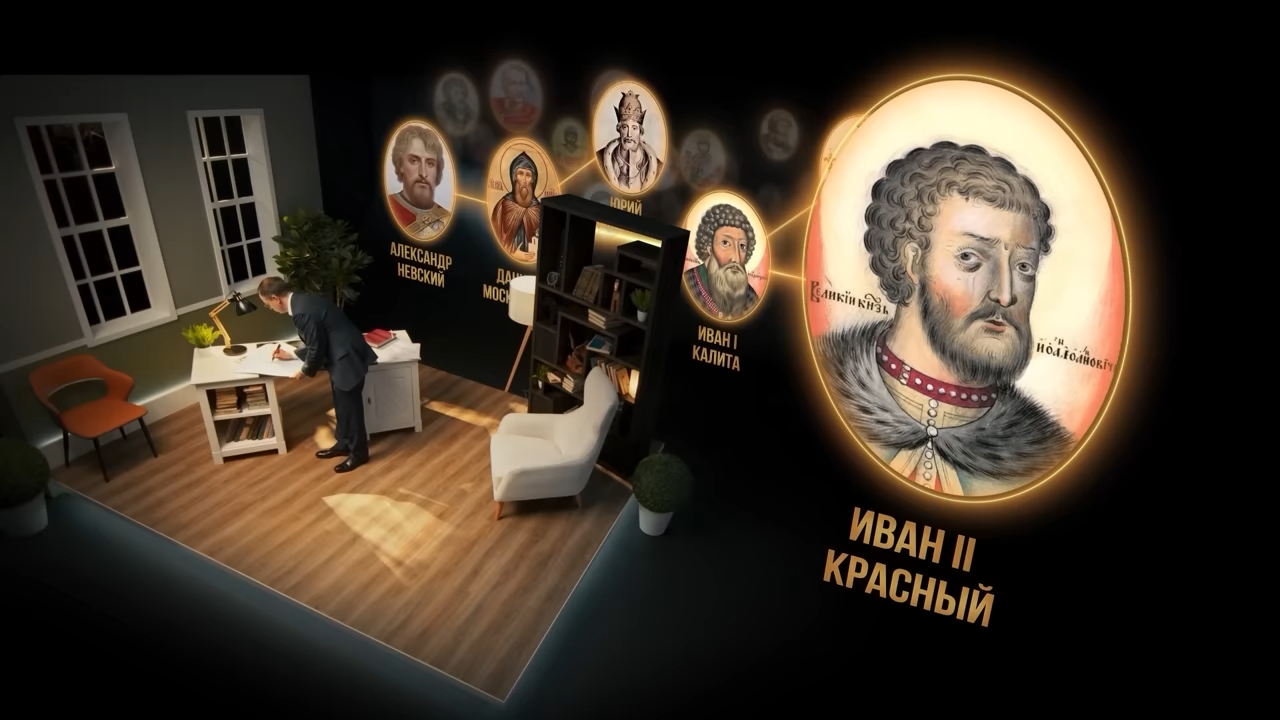 АЛЕКСАНДР
НЕВСКИЙ
ЮРИЙ
ИВАН I
КАЛИТА
ИВАН II
КРАСНЫЙ